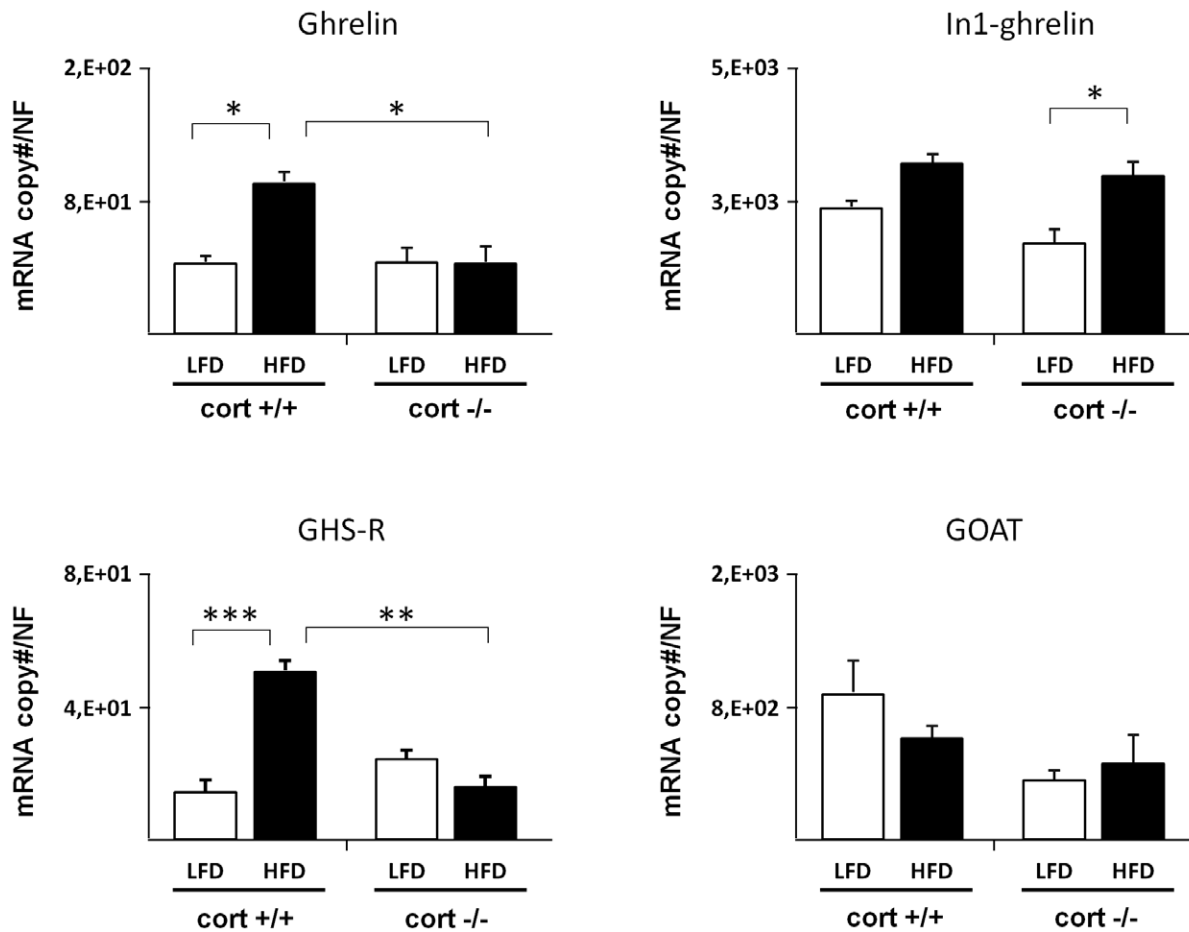 Ghrelin
2,E+02
8,E+01
mRNA copy#/NF
*
*
LFD HFD LFD HFD
cort +/+ cort -/-
In1-ghrelin
5,E+03
3,E+03
mRNA copy#/NF
*
LFD HFD LFD HFD
cort +/+ cort -/-
GHS-R
8,E+01
4,E+01
mRNA copy#/NF
***
**
LFD HFD LFD HFD
cort +/+ cort -/-
GOAT
2,E+03
8,E+02
mRNA copy#/NF
LFD HFD LFD HFD
cort +/+ cort -/-